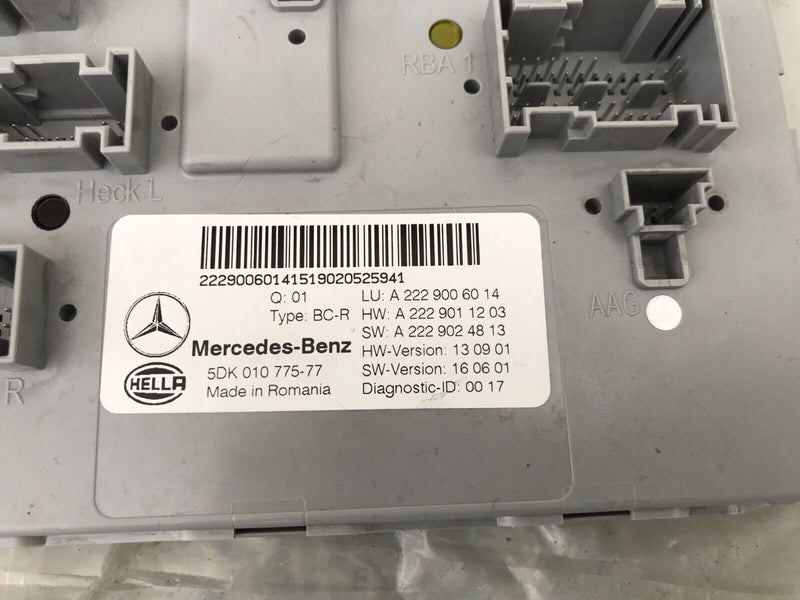 RBA 1
Heck L
22290060141519020525941
Q: 01
Type: BC-R
LU: A 222 900 60 14
HW: A 222 901 12 03
SW: A 222 902 48 13
Mercedes-Benz
HW-Version: 13 09 01
HELLA
5DK 010 775-77
SW-Version: 16 06 01
Made in Romania
Diagnostic-ID: 00 17
AAG
R